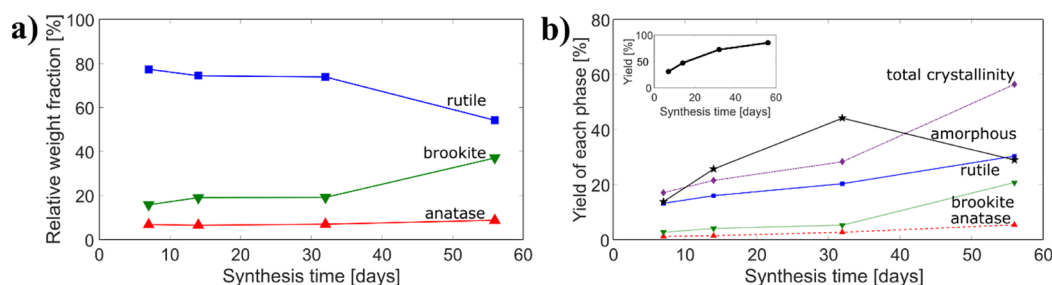 a)
Relative weight fraction [%]
100
80
60
40
20
0
rutile
brookite
anatase
0 10 20 30 40 50 60
Synthesis time [days]
b)
Yield of each phase [%]
80
60
40
20
0
Yield [%]
100
50
0
0 20 40 60
Synthesis time [days]
total crystallinity
amorphous
rutile
brookite
anatase
0 10 20 30 40 50 60
Synthesis time [days]